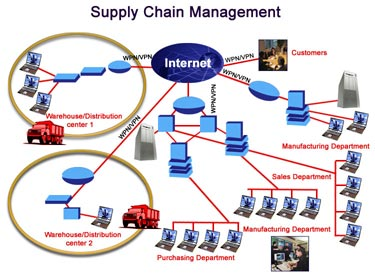 Supply Chain Management
WPN/VPN
Internet
WPN/VPN
Customers
WPN/VPN
Warehouse/Distribution
center 1
WPN/VPN
WPN/VPN
Manufacturing Department
Sales Department
Warehouse/Distribution
center 2
Manufacturing Department
Purchasing Department